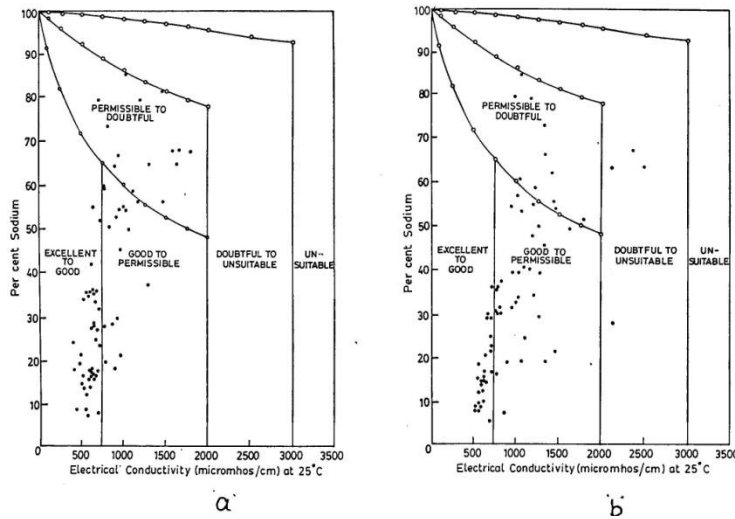 100
90
80
70
60
50
40
30
20
10
0 500 1000 1500 2000 2500 3000 3500
Per cent Sodium
PERMISSIBLE TO
DOUBTFUL
EXCELLENT
TO
GOOD
GOOD TO
PERMISSIBLE
DOUBTFUL TO
UNSUITABLE
UN-
SUITABLE
Electrical Conductivity (micromhos/cm) at 25°C
a
100
90
80
70
60
50
40
30
20
10
0 500 1000 1500 2000 2500 3000 3500
Per cent Sodium
PERMISSIBLE TO
DOUBTFUL
EXCELLENT
TO
GOOD
GOOD TO
PERMISSIBLE
DOUBTFUL TO
UNSUITABLE
UN-
SUITABLE
Electrical Conductivity (micromhos/cm) at 25°C
b